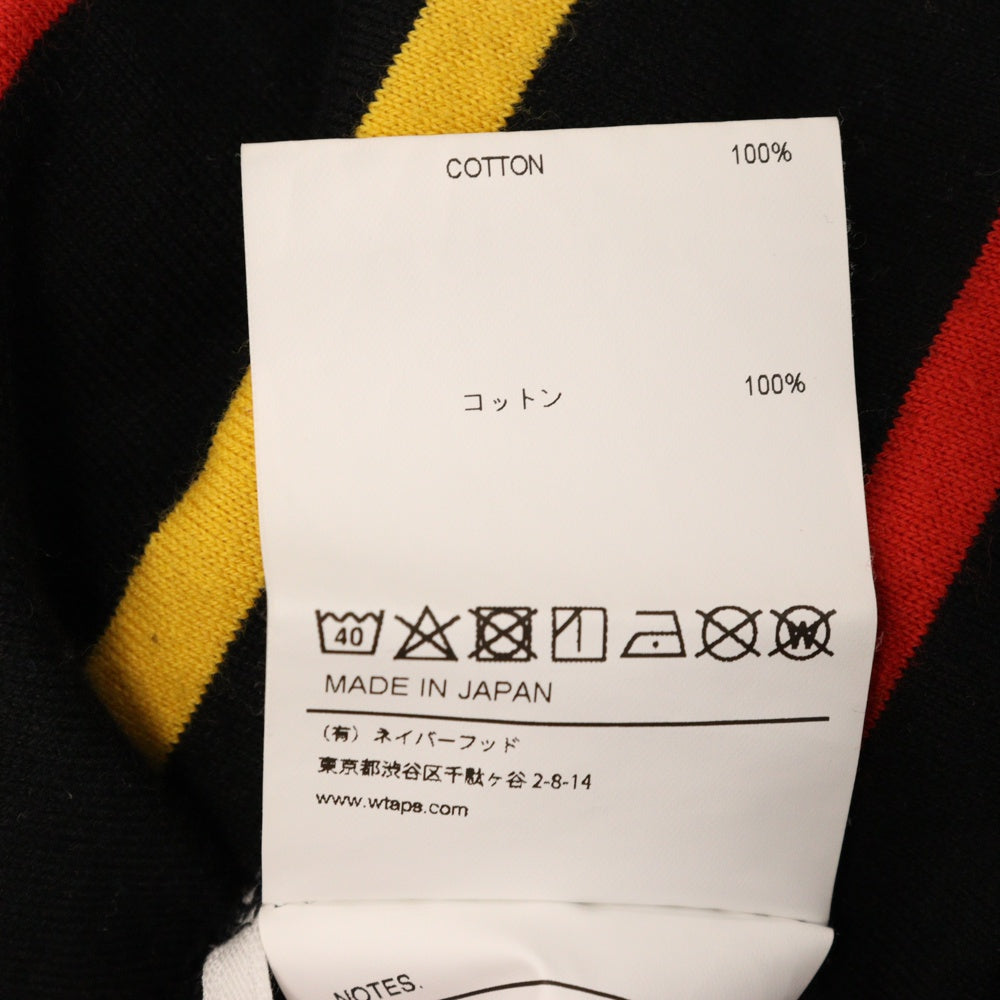 COTTON 100%
コットン 100%
40 W
MADE IN JAPAN
(有) ネイバーフッド
東京都渋谷区千駄ヶ谷 2-8-14
www.wtaps.com
NOTES.